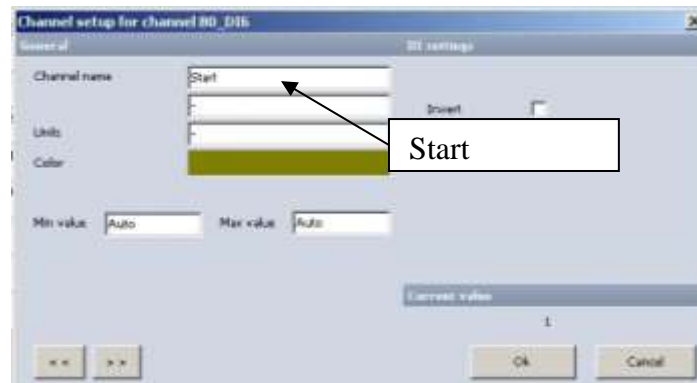 Channel setup for channel 80_DI6
General
DI settings
Channel name
Start
-
Invert
Units
-
Start
Color
Min value
Auto
Max value
Auto
Current value
1
<< >>
Ok
Cancel